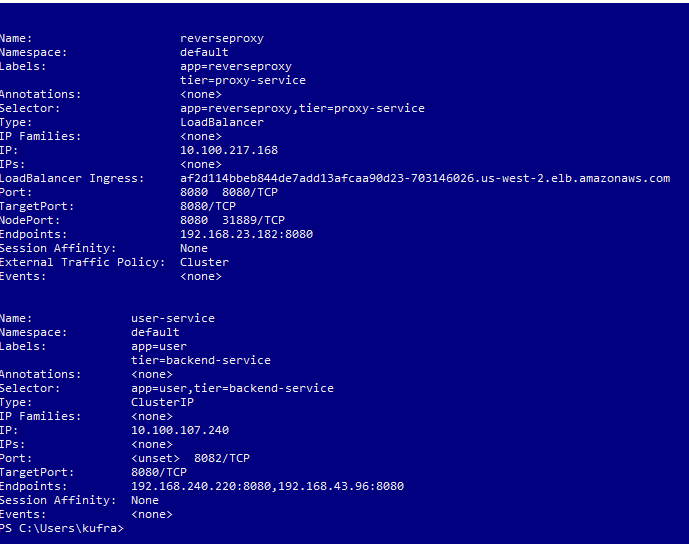 Name: reverseproxy
Namespace: default
Labels: app=reverseproxy
tier=proxy-service
Annotations: <none>
Selector: app=reverseproxy,tier=proxy-service
Type: LoadBalancer
IP Families: <none>
IP: 10.100.217.168
IPs: <none>
LoadBalancer Ingress: af2d114bbeb844de7add13afcaa90d23-703146026.us-west-2.elb.amazonaws.com
Port: 8080 8080/TCP
TargetPort: 8080/TCP
NodePort: 8080 31889/TCP
Endpoints: 192.168.23.182:8080
Session Affinity: None
External Traffic Policy: Cluster
Events: <none>
Name: user-service
Namespace: default
Labels: app=user
tier=backend-service
Annotations: <none>
Selector: app=user,tier=backend-service
Type: ClusterIP
IP Families: <none>
IP: 10.100.107.240
IPs: <none>
Port: <unset> 8082/TCP
TargetPort: 8080/TCP
Endpoints: 192.168.240.220:8080,192.168.43.96:8080
Session Affinity: None
Events: <none>
PS C:\Users\kufra>